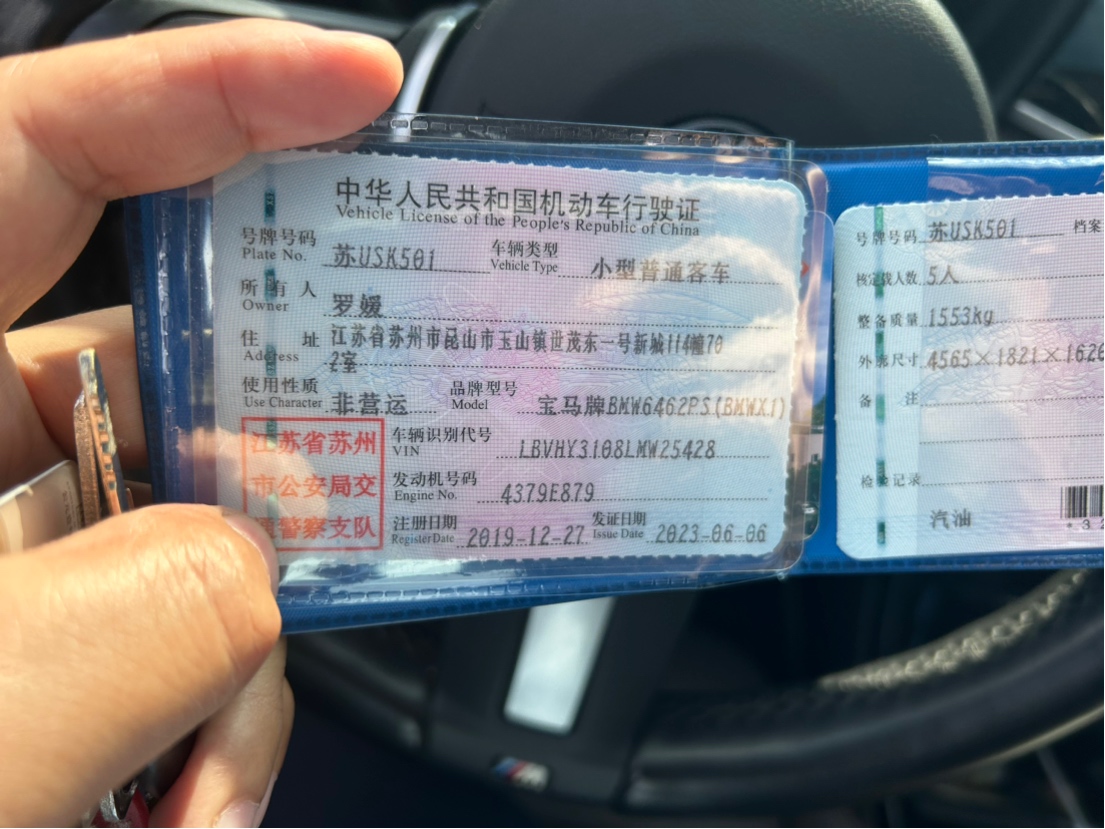 中华人民共和国机动车行驶证
Vehicle License of the People's Republic of China
号牌号码 苏USK501 车辆类型 小型普通客车
Plate No. Vehicle Type
所有人 罗媛
Owner
住址 江苏省苏州市昆山市玉山镇世茂东一号新城114幢70
Address 2室
使用性质 非营运 品牌型号 宝马牌BMW6462PS(BMWX1)
Use Character Model
江苏省苏州
市公安局交
警察支队
车辆识别代号 LBVHY3108LMW25428
VIN
发动机号码 4379E879
Engine No.
注册日期 2019-12-27 发证日期 2023-06-06
Register Date Issue Date
号牌号码 苏USK501 档案
核定载人数 5人
整备质量 1553kg
外廓尺寸 4565×1821×1620
备注
检验记录
汽油